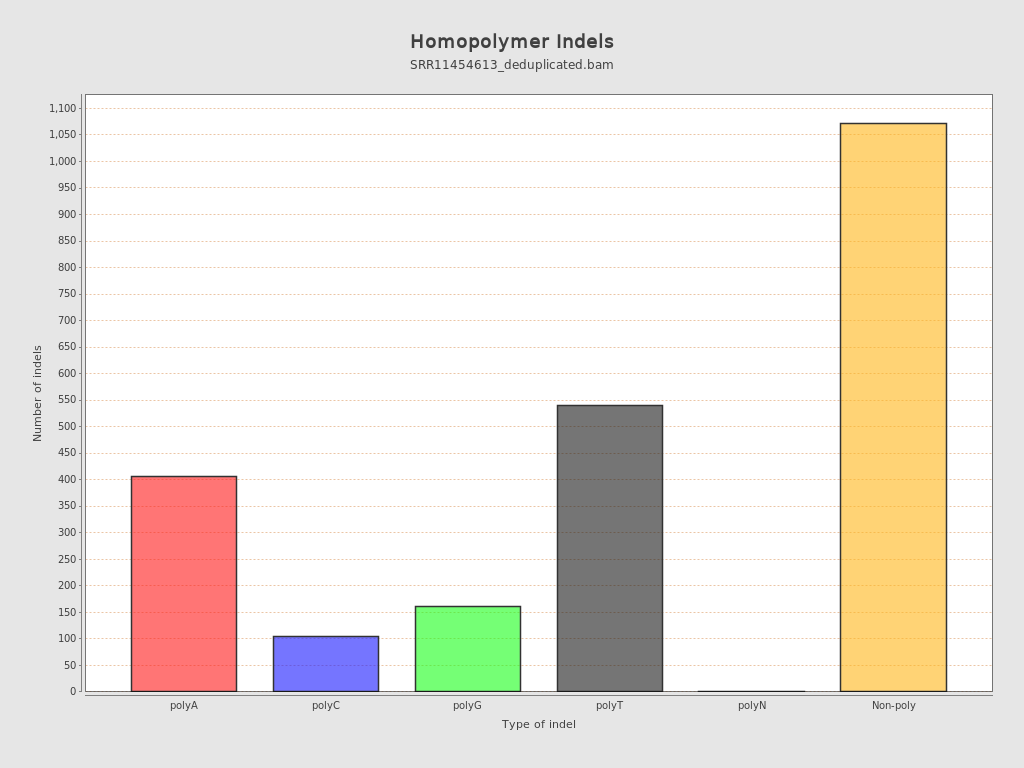 Homopolymer Indels
SRR11454613_deduplicated.bam
1,100
1,050
1,000
950
900
850
800
750
700
650
600
550
500
450
400
350
300
250
200
150
100
50
0
Number of indels
polyA
polyC
polyG
polyT
polyN
Non-poly
Type of indel